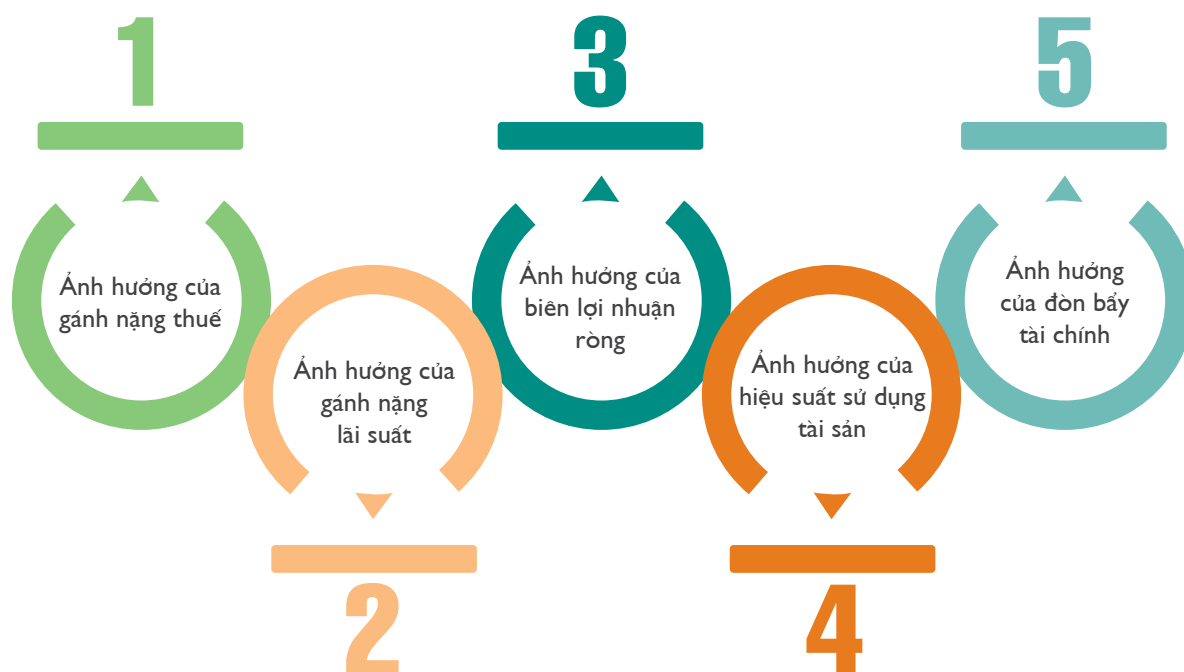 1
Ảnh hưởng của
gánh nặng thuế
2
Ảnh hưởng của
gánh nặng
lãi suất
3
Ảnh hưởng của
biên lợi nhuận
ròng
4
Ảnh hưởng của
hiệu suất sử dụng
tài sản
5
Ảnh hưởng
của đòn bẩy
tài chính